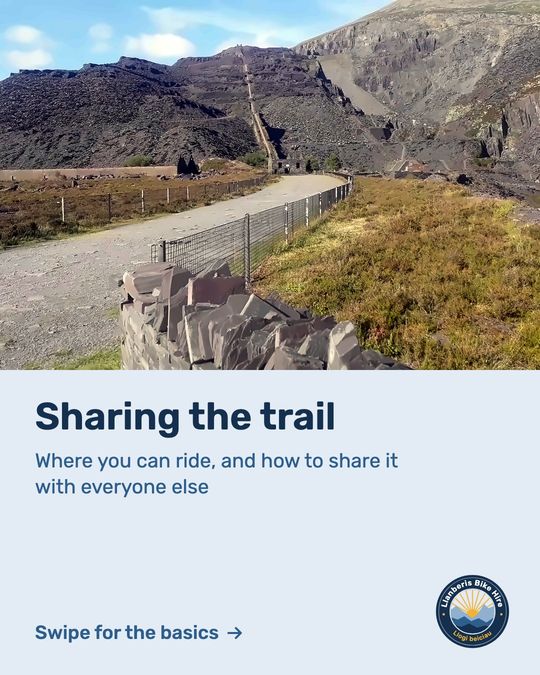 Sharing the trail
Where you can ride, and how to share it
with everyone else
Swipe for the basics →
Llanberis Bike Hire
Llogi beiciau